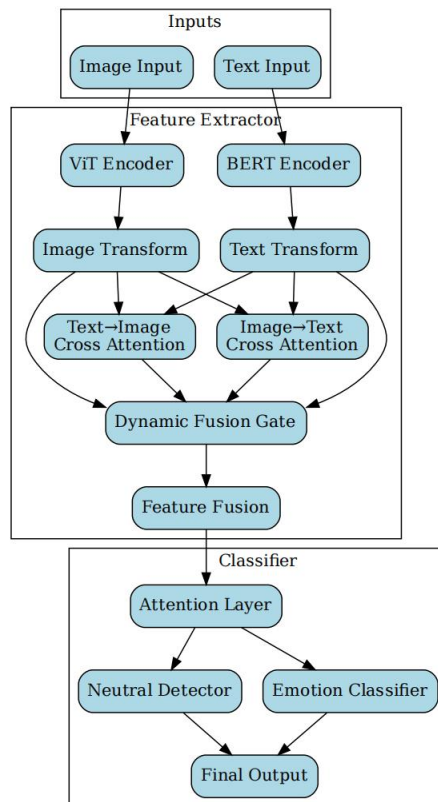 Inputs
Image Input
Text Input
Feature Extractor
ViT Encoder
BERT Encoder
Image Transform
Text Transform
Text→Image
Cross Attention
Image→Text
Cross Attention
Dynamic Fusion Gate
Feature Fusion
Classifier
Attention Layer
Neutral Detector
Emotion Classifier
Final Output